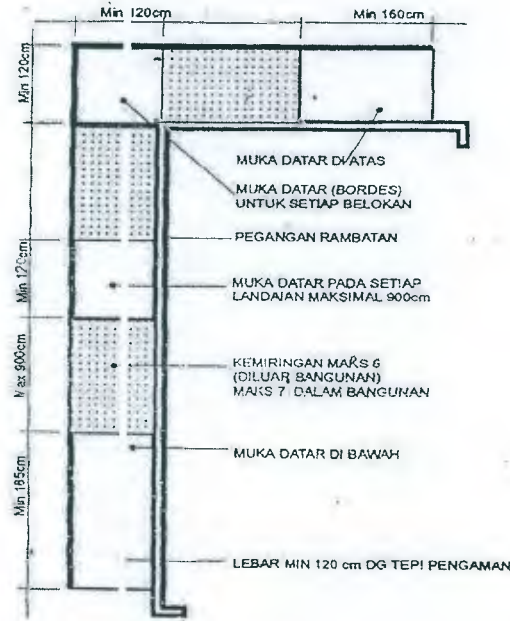 Min 120cm
Min 160cm
Min 120cm
MUKA DATAR DI ATAS
MUKA DATAR (BORDES)
UNTUK SETIAP BELOKAN
PEGANGAN RAMBATAN
Min 120cm
MUKA DATAR PADA SETIAP
LANDAIAN MAKSIMAL 900cm
Max 900cm
KEMIRINGAN MAKS 6
(DILUAR BANGUNAN)
MAKS 7 DALAM BANGUNAN
MUKA DATAR DI BAWAH
Min 165cm
LEBAR MIN 120 cm DG TEPI PENGAMAN